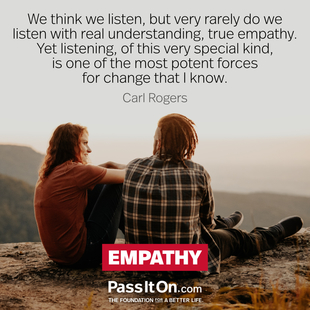 We think we listen, but very rarely do we
listen with real understanding, true empathy.
Yet listening, of this very special kind,
is one of the most potent forces
for change that I know.
Carl Rogers
EMPATHY
PassItOn.com
THE FOUNDATION FOR A BETTER LIFE